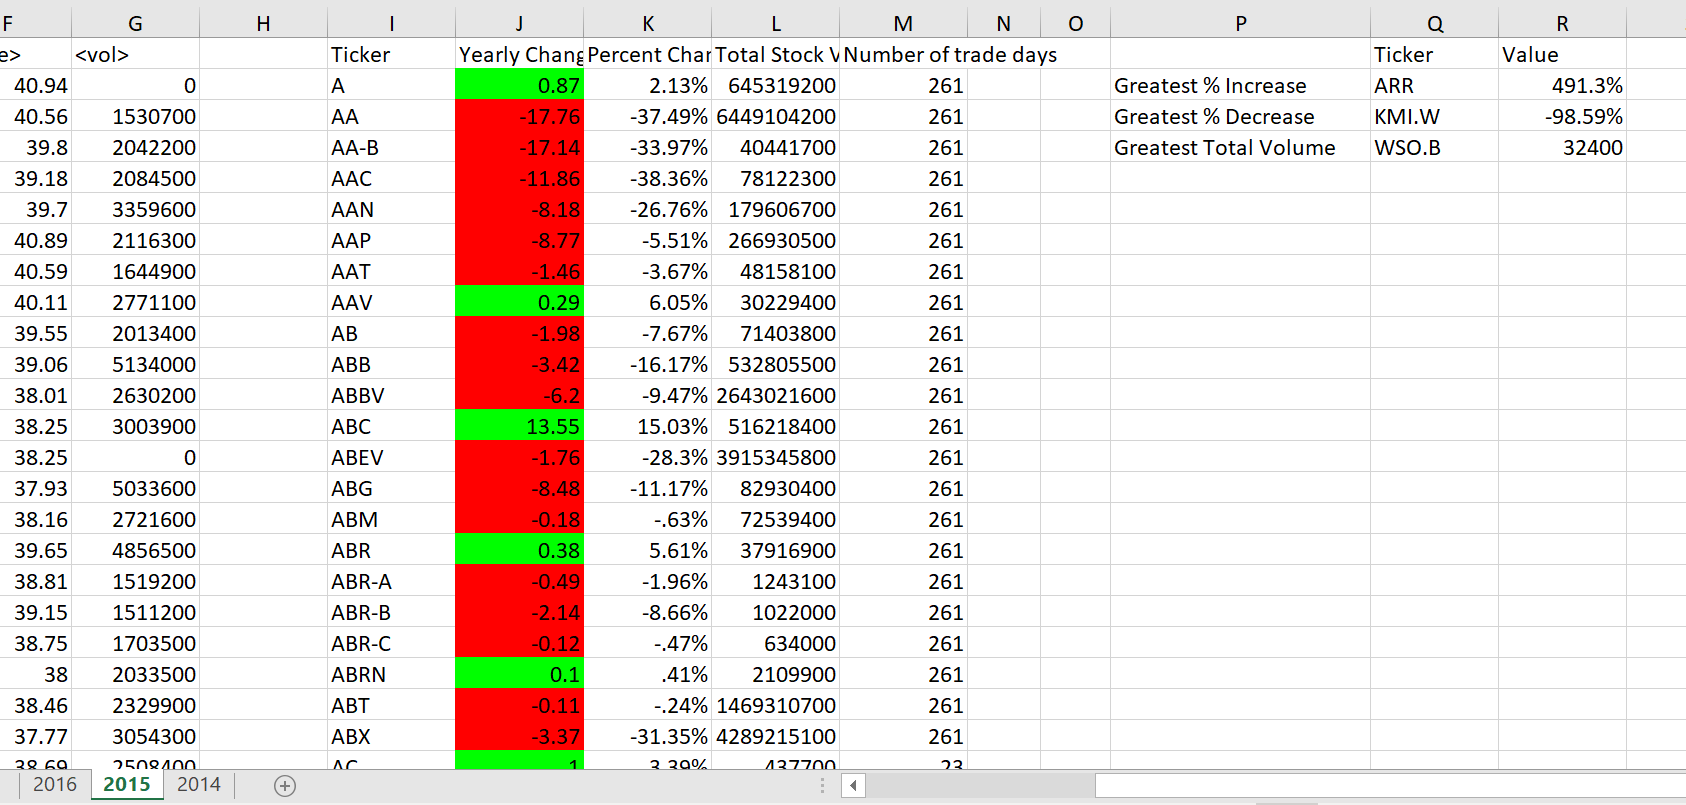 F G H I J K L M N O P Q R
e> <vol> Ticker Yearly Chang Percent Char Total Stock V Number of trade days Ticker Value
40.94 0 A 0.87 2.13% 645319200 261 Greatest % Increase ARR 491.3%
40.56 1530700 AA -17.76 -37.49% 6449104200 261 Greatest % Decrease KMI.W -98.59%
39.8 2042200 AA-B -17.14 -33.97% 40441700 261 Greatest Total Volume WSO.B 32400
39.18 2084500 AAC -11.86 -38.36% 78122300 261
39.7 3359600 AAN -8.18 -26.76% 179606700 261
40.89 2116300 AAP -8.77 -5.51% 266930500 261
40.59 1644900 AAT -1.46 -3.67% 48158100 261
40.11 2771100 AAV 0.29 6.05% 30229400 261
39.55 2013400 AB -1.98 -7.67% 71403800 261
39.06 5134000 ABB -3.42 -16.17% 532805500 261
38.01 2630200 ABBV -6.2 -9.47% 2643021600 261
38.25 3003900 ABC 13.55 15.03% 516218400 261
38.25 0 ABEV -1.76 -28.3% 3915345800 261
37.93 5033600 ABG -8.48 -11.17% 82930400 261
38.16 2721600 ABM -0.18 -.63% 72539400 261
39.65 4856500 ABR 0.38 5.61% 37916900 261
38.81 1519200 ABR-A -0.49 -1.96% 1243100 261
39.15 1511200 ABR-B -2.14 -8.66% 1022000 261
38.75 1703500 ABR-C -0.12 -.47% 634000 261
38 2033500 ABRN 0.1 .41% 2109900 261
38.46 2329900 ABT -0.11 -.24% 1469310700 261
37.77 3054300 ABX -3.37 -31.35% 4289215100 261
38.69 2508400 AC 1 3.39% 437700 23
2016 2015 2014